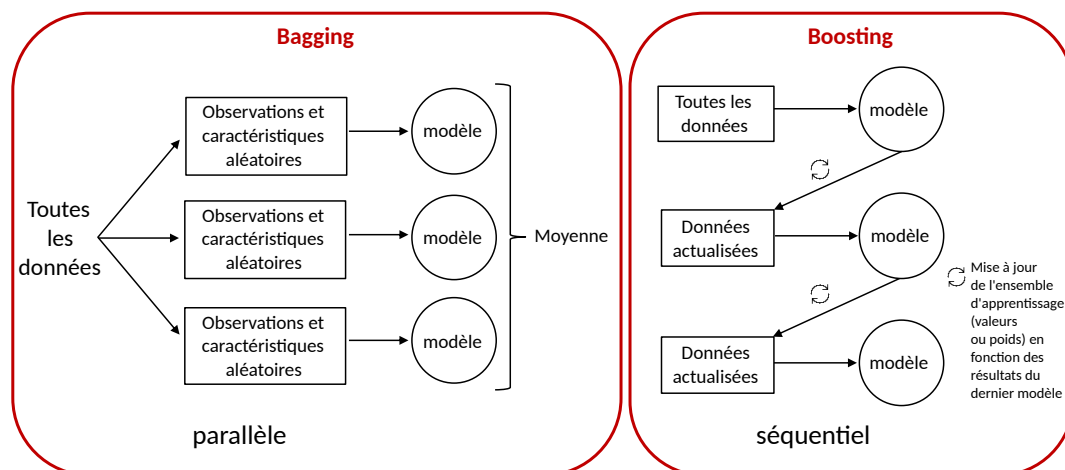 Bagging
Toutes
les
données
Observations et
caractéristiques
aléatoires
modèle
Observations et
caractéristiques
aléatoires
modèle
Observations et
caractéristiques
aléatoires
modèle
Moyenne
parallèle
Boosting
Toutes les
données
modèle
Données
actualisées
modèle
Données
actualisées
modèle
Mise à jour
de l'ensemble
d'apprentissage
(valeurs
ou poids) en
fonction des
résultats du
dernier modèle
séquentiel